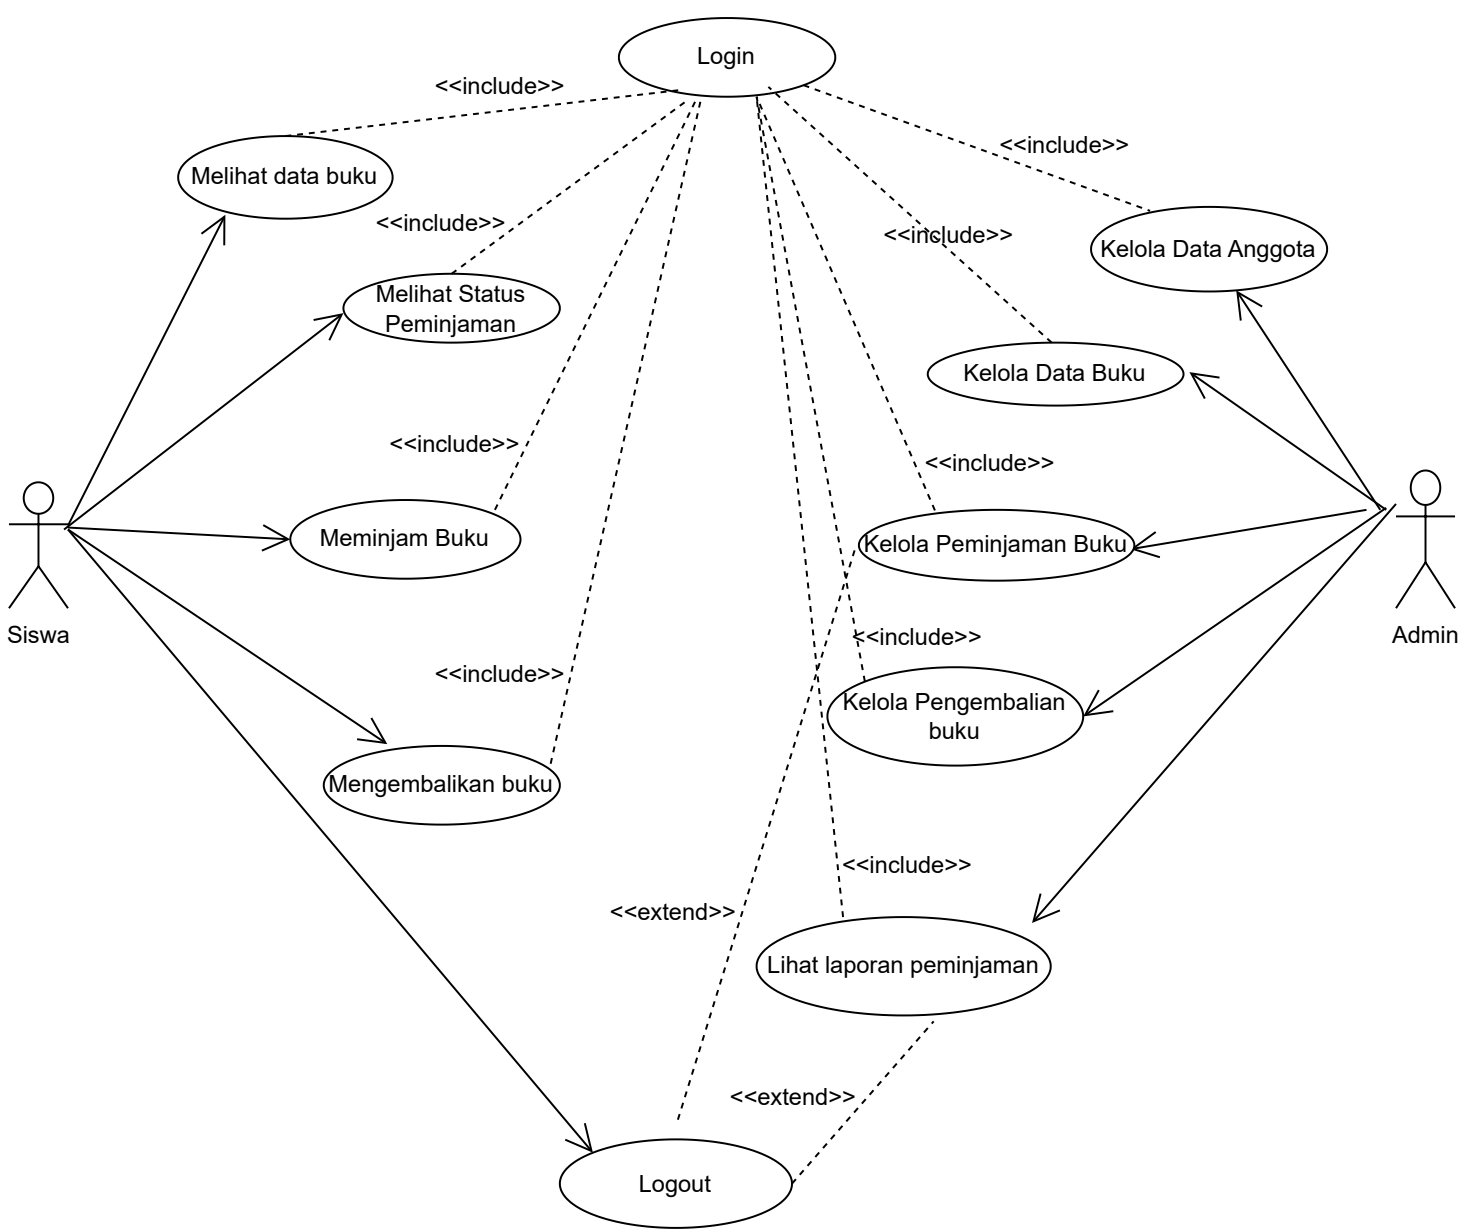 Login
<<include>>
<<include>>
Melihat data buku
<<include>>
<<include>>
Kelola Data Anggota
Melihat Status
Peminjaman
Kelola Data Buku
<<include>>
<<include>>
Meminjam Buku
Kelola Peminjaman Buku
Siswa
Admin
<<include>>
<<include>>
Kelola Pengembalian
buku
Mengembalikan buku
<<include>>
<<extend>>
Lihat laporan peminjaman
<<extend>>
Logout